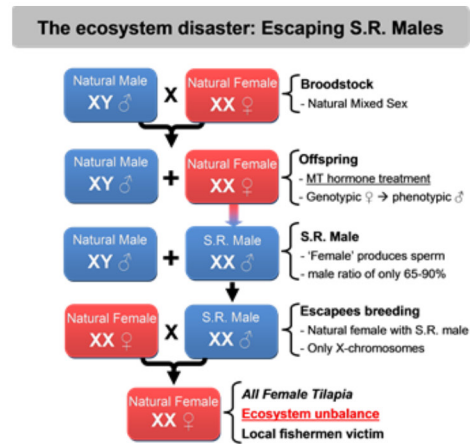 The ecosystem disaster: Escaping S.R. Males
Natural Male
XY ♂
X
Natural Female
XX ♀
Broodstock
- Natural Mixed Sex
Natural Male
XY ♂
+
Natural Female
XX ♀
Offspring
- MT hormone treatment
- Genotypic ♀ → phenotypic ♂
Natural Male
XY ♂
+
S.R. Male
XX ♂
S.R. Male
- 'Female' produces sperm
- male ratio of only 65-90%
Natural Female
XX ♀
X
S.R. Male
XX ♂
Escapees breeding
- Natural female with S.R. male
- Only X-chromosomes
Natural Female
XX ♀
All Female Tilapia
Ecosystem unbalance
Local fishermen victim